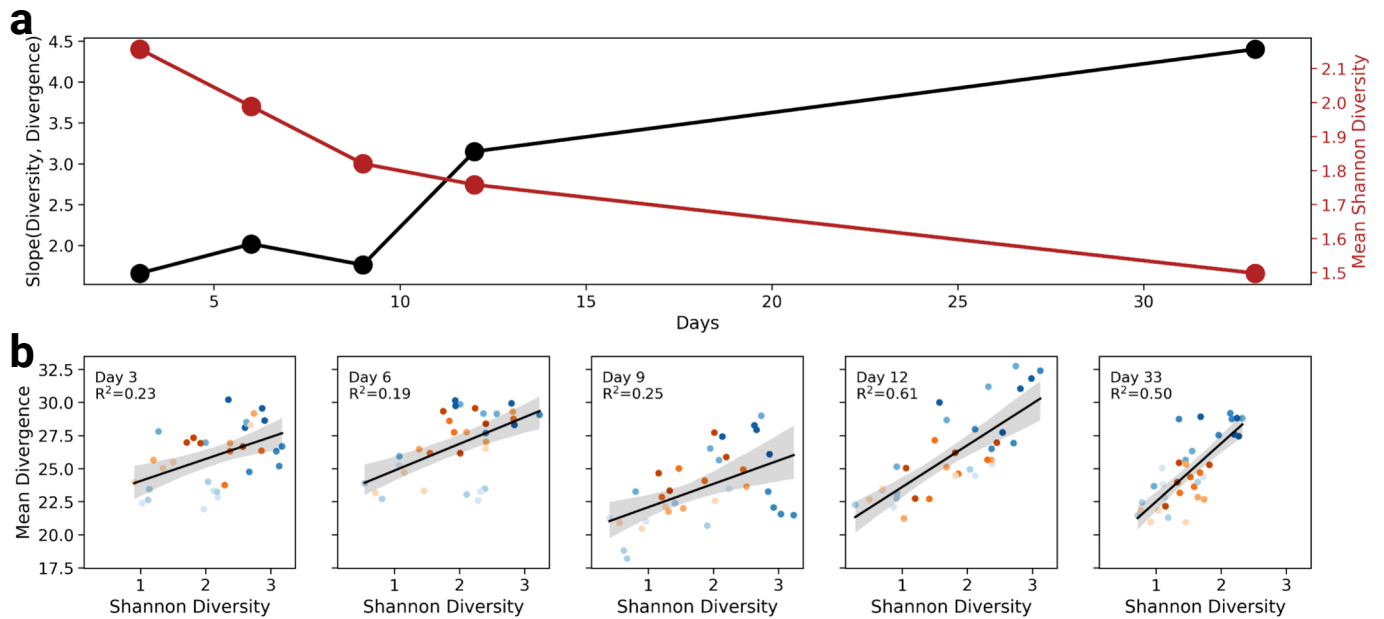 a
4.5
4.0
3.5
3.0
2.5
2.0
Slope(Diversity, Divergence)
2.1
2.0
1.9
1.8
1.7
1.6
1.5
Mean Shannon Diversity
5 10 15 20 25 30
Days
b
32.5
30.0
27.5
25.0
22.5
20.0
17.5
Mean Divergence
Day 3
R²=0.23
1 2 3
Shannon Diversity
Day 6
R²=0.19
1 2 3
Shannon Diversity
Day 9
R²=0.25
1 2 3
Shannon Diversity
Day 12
R²=0.61
1 2 3
Shannon Diversity
Day 33
R²=0.50
1 2 3
Shannon Diversity